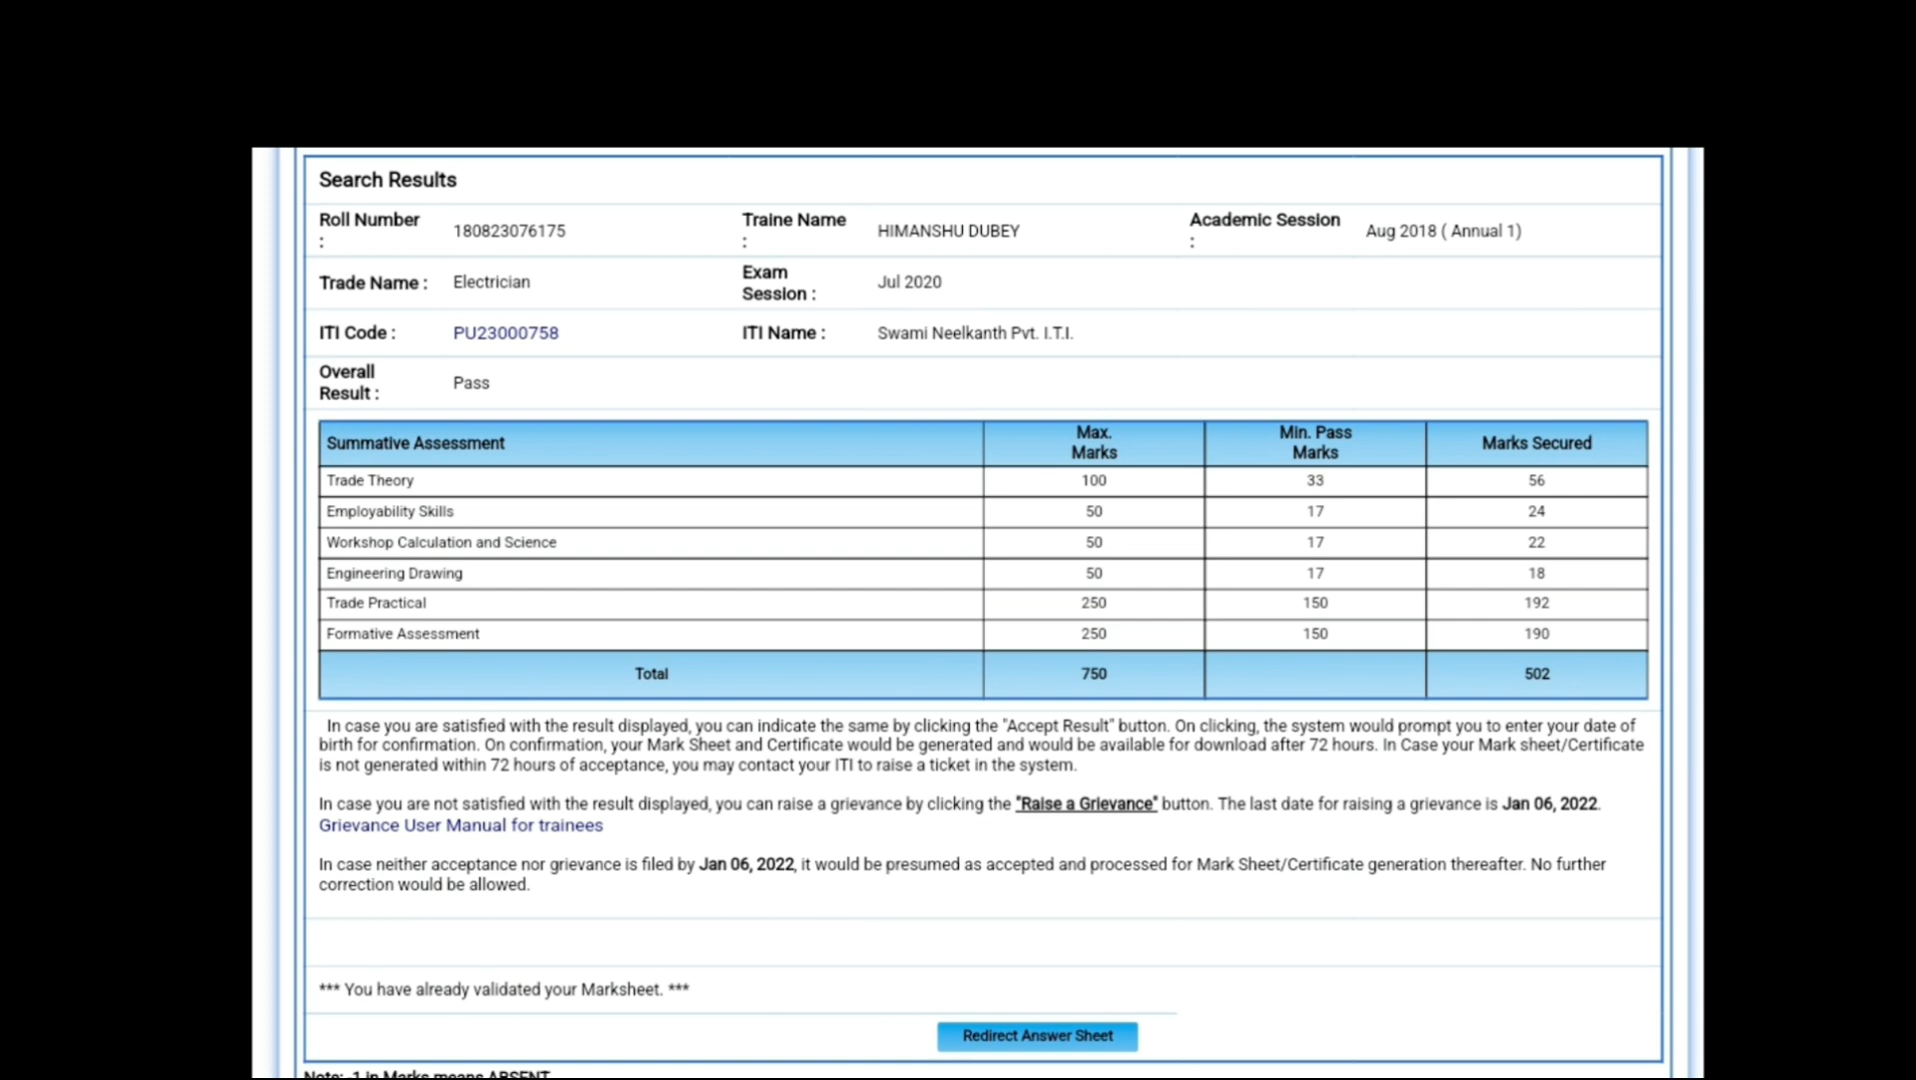 Search Results
Roll Number : 180823076175 Traine Name : HIMANSHU DUBEY Academic Session : Aug 2018 ( Annual 1)
Trade Name : Electrician Exam Session : Jul 2020
ITI Code : PU23000758 ITI Name : Swami Neelkanth Pvt. I.T.I.
Overall Result : Pass
Summative Assessment Max. Marks Min. Pass Marks Marks Secured
Trade Theory 100 33 56
Employability Skills 50 17 24
Workshop Calculation and Science 50 17 22
Engineering Drawing 50 17 18
Trade Practical 250 150 192
Formative Assessment 250 150 190
Total 750 502
In case you are satisfied with the result displayed, you can indicate the same by clicking the "Accept Result" button. On clicking, the system would prompt you to enter your date of
birth for confirmation. On confirmation, your Mark Sheet and Certificate would be generated and would be available for download after 72 hours. In Case your Mark sheet/Certificate
is not generated within 72 hours of acceptance, you may contact your ITI to raise a ticket in the system.
In case you are not satisfied with the result displayed, you can raise a grievance by clicking the "Raise a Grievance" button. The last date for raising a grievance is Jan 06, 2022.
Grievance User Manual for trainees
In case neither acceptance nor grievance is filed by Jan 06, 2022, it would be presumed as accepted and processed for Mark Sheet/Certificate generation thereafter. No further
correction would be allowed.
*** You have already validated your Marksheet. ***
Redirect Answer Sheet
Note: -1 in Marks means ABSENT